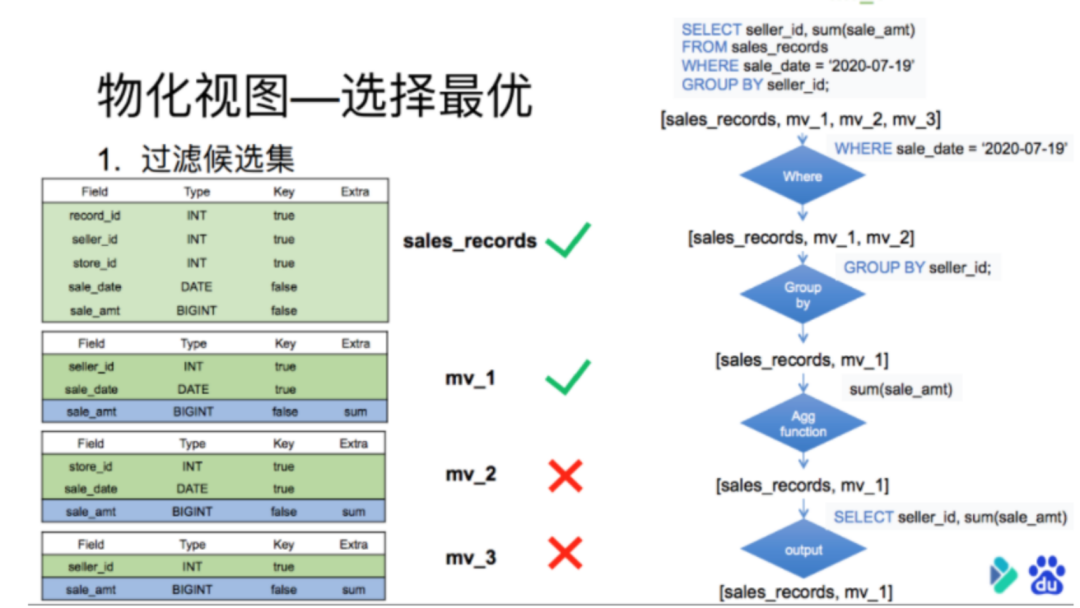 物化视图—选择最优
1. 过滤候选集
Field Type Key Extra
record_id INT true
seller_id INT true
store_id INT true
sale_date DATE false
sale_amt BIGINT false
sales_records
Field Type Key Extra
seller_id INT true
sale_date DATE true
sale_amt BIGINT false sum
mv_1
Field Type Key Extra
store_id INT true
sale_date DATE true
sale_amt BIGINT false sum
mv_2
Field Type Key Extra
seller_id INT true
sale_amt BIGINT false sum
mv_3
SELECT seller_id, sum(sale_amt)
FROM sales_records
WHERE sale_date = '2020-07-19'
GROUP BY seller_id;
[sales_records, mv_1, mv_2, mv_3]
WHERE sale_date = '2020-07-19'
Where
[sales_records, mv_1, mv_2]
GROUP BY seller_id;
Group
by
[sales_records, mv_1]
sum(sale_amt)
Agg
function
[sales_records, mv_1]
SELECT seller_id, sum(sale_amt)
output
[sales_records, mv_1]
du